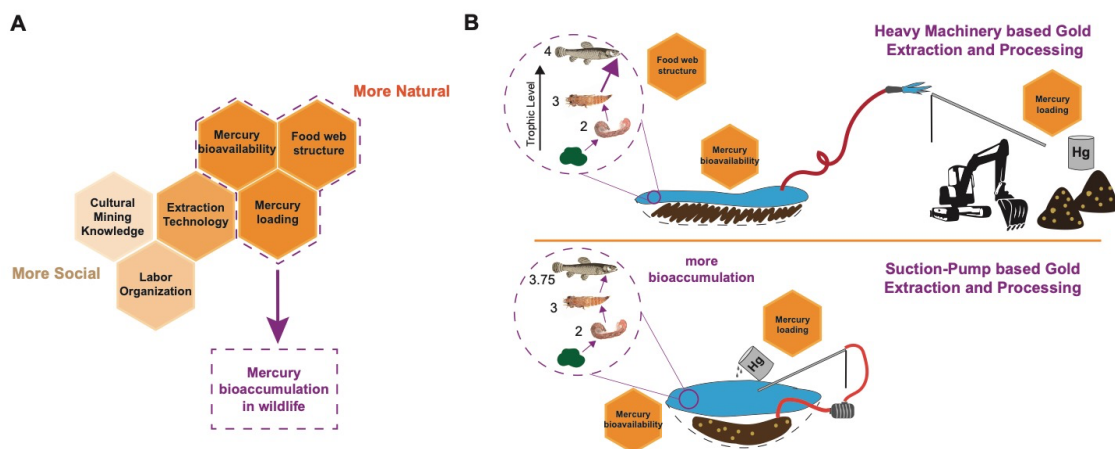 A
More Natural
Mercury
bioavailability
Food web
structure
Cultural
Mining
Knowledge
Extraction
Technology
Mercury
loading
More Social
Labor
Organization
Mercury
bioaccumulation
in wildlife
B
Heavy Machinery based Gold
Extraction and Processing
4
3
2
Trophic Level
Food web
structure
Mercury
bioavailability
Mercury
loading
Hg
more
bioaccumulation
Suction-Pump based Gold
Extraction and Processing
3.75
3
2
Mercury
loading
Hg
Mercury
bioavailability